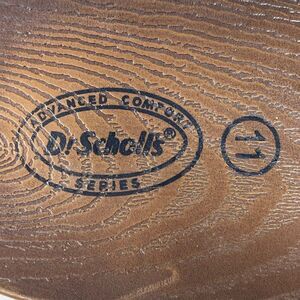 ADVANCED COMFORT
Dr. Scholl's®
SERIES
11